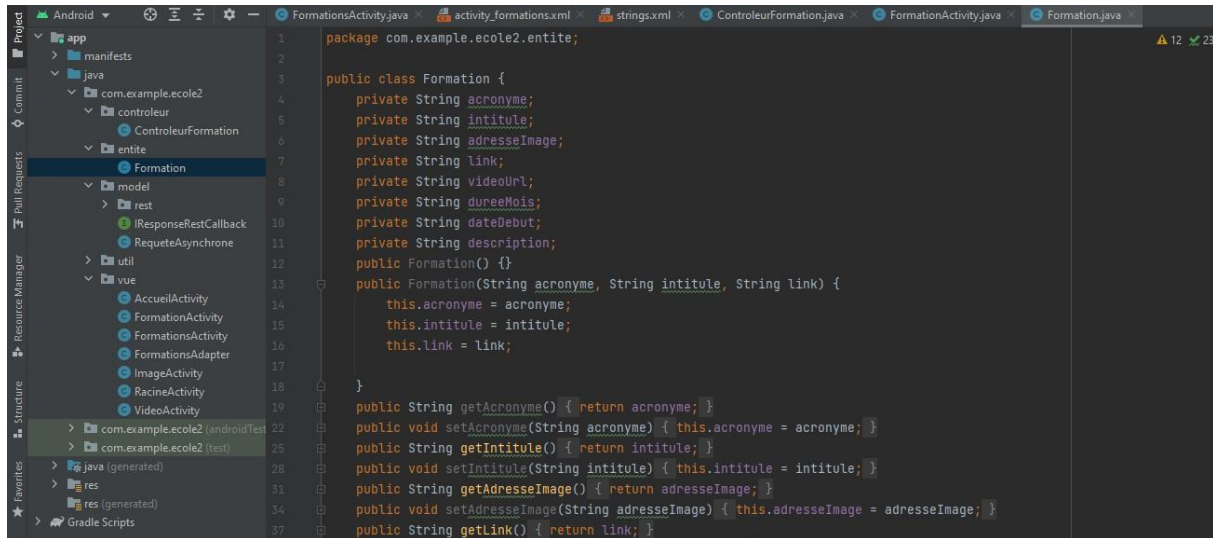 Android
FormationsActivity.java
activity_formations.xml
strings.xml
ControleurFormation.java
FormationActivity.java
Formation.java
Project
Commit
Pull Requests
Resource Manager
Structure
Favorites
app
manifests
java
com.example.ecole2
controleur
ControleurFormation
entite
Formation
model
rest
IResponseRestCallback
RequeteAsynchrone
util
vue
AccueilActivity
FormationActivity
FormationsActivity
FormationsAdapter
ImageActivity
RacineActivity
VideoActivity
com.example.ecole2 (androidTest
com.example.ecole2 (test)
java (generated)
res
res (generated)
Gradle Scripts
12 23
1 package com.example.ecole2.entite;
2
3 public class Formation {
4 private String acronyme;
5 private String intitule;
6 private String adresseImage;
7 private String link;
8 private String videoUrl;
9 private String dureeMois;
10 private String dateDebut;
11 private String description;
12 public Formation() {}
13 public Formation(String acronyme, String intitule, String link) {
14 this.acronyme = acronyme;
15 this.intitule = intitule;
16 this.link = link;
17
18 }
19 public String getAcronyme() { return acronyme; }
22 public void setAcronyme(String acronyme) { this.acronyme = acronyme; }
25 public String getIntitule() { return intitule; }
28 public void setIntitule(String intitule) { this.intitule = intitule; }
31 public String getAdresseImage() { return adresseImage; }
34 public void setAdresseImage(String adresseImage) { this.adresseImage = adresseImage; }
37 public String getLink() { return link; }